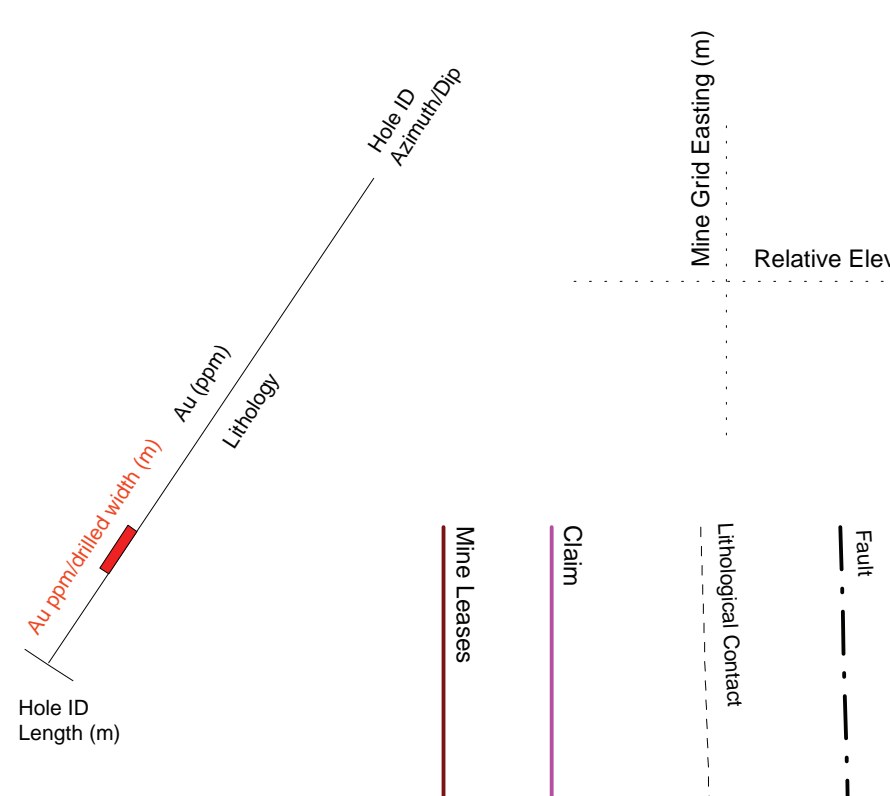 Hole ID
Azimuth/Dip
Mine Grid Easting (m)
Relative Elev
Au (ppm)
Lithology
Au ppm/drilled width (m)
Hole ID
Length (m)
Mine Leases
Claim
Lithological Contact
Fault